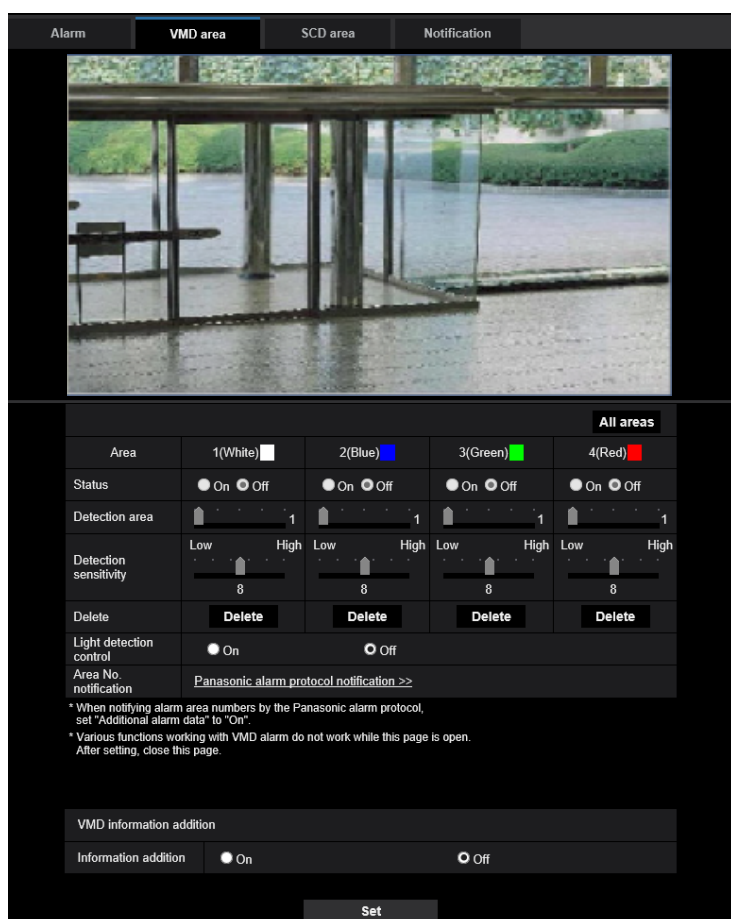 Alarm VMD area SCD area Notification
All areas
Area 1(White) 2(Blue) 3(Green) 4(Red)
Status On Off On Off On Off On Off
Detection area 1 1 1 1
Low High Low High Low High Low High
Detection
sensitivity
8 8 8 8
Delete Delete Delete Delete Delete
Light detection
control On Off
Area No.
notification Panasonic alarm protocol notification >>
* When notifying alarm area numbers by the Panasonic alarm protocol,
set "Additional alarm data" to "On".
* Various functions working with VMD alarm do not work while this page is open.
After setting, close this page.
VMD information addition
Information addition On Off
Set